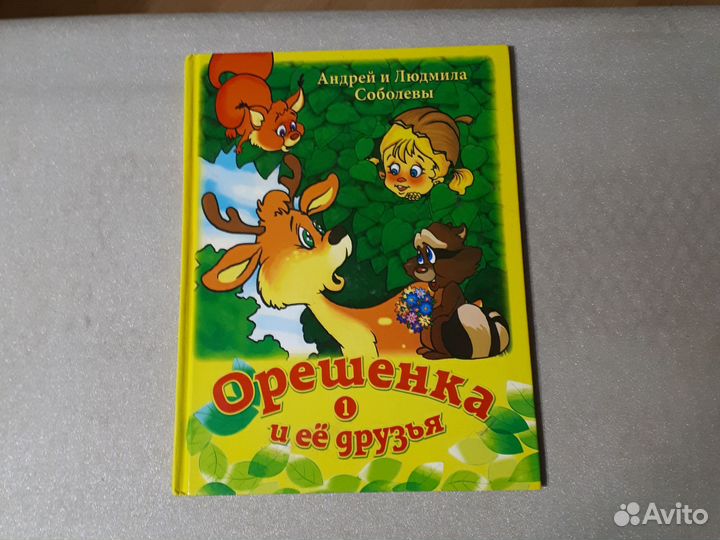 Андрей и Людмила
Соболевы
Орешенка
1
и её друзья
Avito